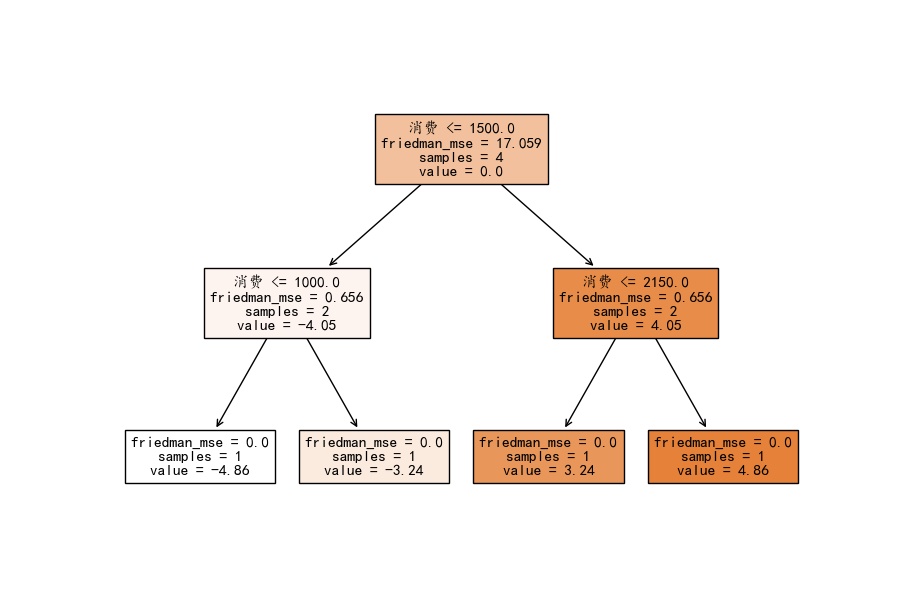 消费 <= 1500.0
friedman_mse = 17.059
samples = 4
value = 0.0
消费 <= 1000.0
friedman_mse = 0.656
samples = 2
value = −4.05
消费 <= 2150.0
friedman_mse = 0.656
samples = 2
value = 4.05
friedman_mse = 0.0
samples = 1
value = −4.86
friedman_mse = 0.0
samples = 1
value = −3.24
friedman_mse = 0.0
samples = 1
value = 3.24
friedman_mse = 0.0
samples = 1
value = 4.86